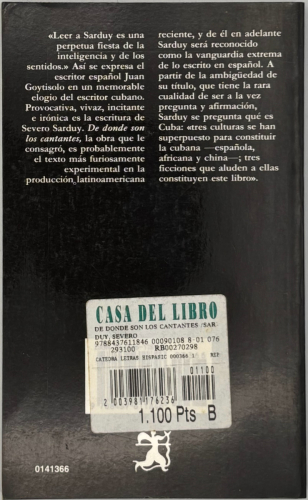 «Leer a Sarduy es una
perpetua fiesta de la
inteligencia y de los
sentidos.» Así se expresa el
escritor español Juan
Goytisolo en un memorable
elogio del escritor cubano.
Provocativa, vivaz, incitante
e irónica es la escritura de
Severo Sarduy. De donde son
los cantantes, la obra que le
consagró, es probablemente
el texto más furiosamente
experimental en la
producción latinoamericana
reciente, y de él en adelante
Sarduy será reconocido
como la vanguardia extrema
de lo escrito en español. A
partir de la ambigüedad de
su título, que tiene la rara
cualidad de ser a la vez
pregunta y afirmación,
Sarduy se pregunta qué es
Cuba: «tres culturas se han
superpuesto para constituir
la cubana —española,
africana y china—; tres
ficciones que aluden a ellas
constituyen este libro».
CASA DEL LIBRO
DE DONDE SON LOS CANTANTES /SAR
DUY, SEVERO
9788437611846 00090108 8-01 076
293100 RB00270298
CATEDRA LETRAS HISPANIC 000366 1 REP
01100
2 003981 176236
1.100 Pts B
0141366